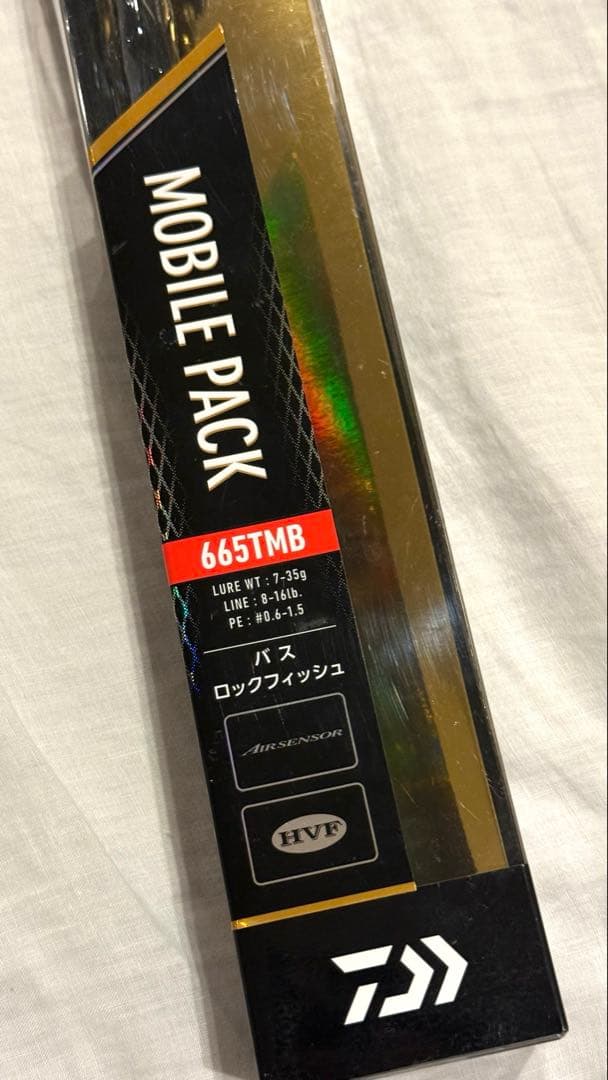 MOBILE PACK
665TMB
LURE WT : 7-35g
LINE : 8-16lb.
PE : #0.6-1.5
バス
ロックフィッシュ
AIRSENSOR
HVF